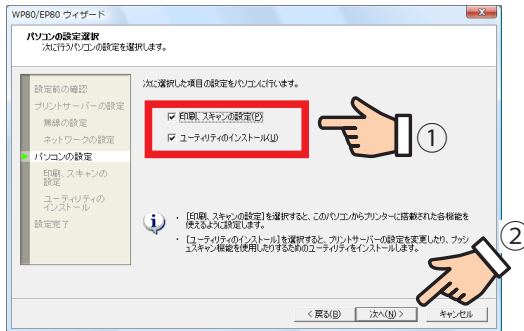 WP80/EP80 ウィザード
パソコンの設定選択
次に行うパソコンの設定を選択します。
設定前の確認
プリントサーバーの設定
無線の設定
ネットワークの設定
パソコンの設定
印刷、スキャンの
設定
ユーティリティの
インストール
設定完了
次に選択した項目の設定をパソコンに行います。
印刷、スキャンの設定(P)
ユーティリティのインストール(U)
①
・ [印刷、スキャンの設定]を選択すると、このパソコンからプリンターに搭載された各機能を
使えるように設定します。
・ [ユーティリティのインストール]を選択すると、プリントサーバーの設定を変更したり、プッシ
ュスキャン機能を使用したりするためのユーティリティをインストールします。
②
< 戻る(B)
次へ(N) >
キャンセル